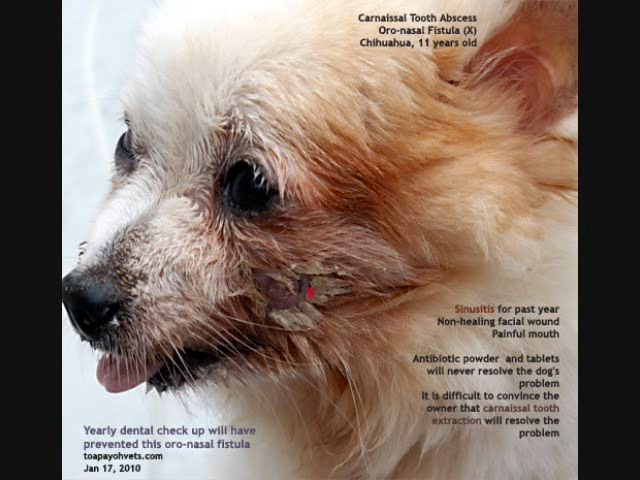 Carnaissal Tooth Abscess
Oro-nasal Fistula (X)
Chihuahua, 11 years old
X
Sinusitis for past year
Non-healing facial wound
Painful mouth
Antibiotic powder and tablets
will never resolve the dog's
problem
It is difficult to convince the
owner that carnaissal tooth
extraction will resolve the
problem
Yearly dental check up will have
prevented this oro-nasal fistula
toapayohvets.com
Jan 17, 2010